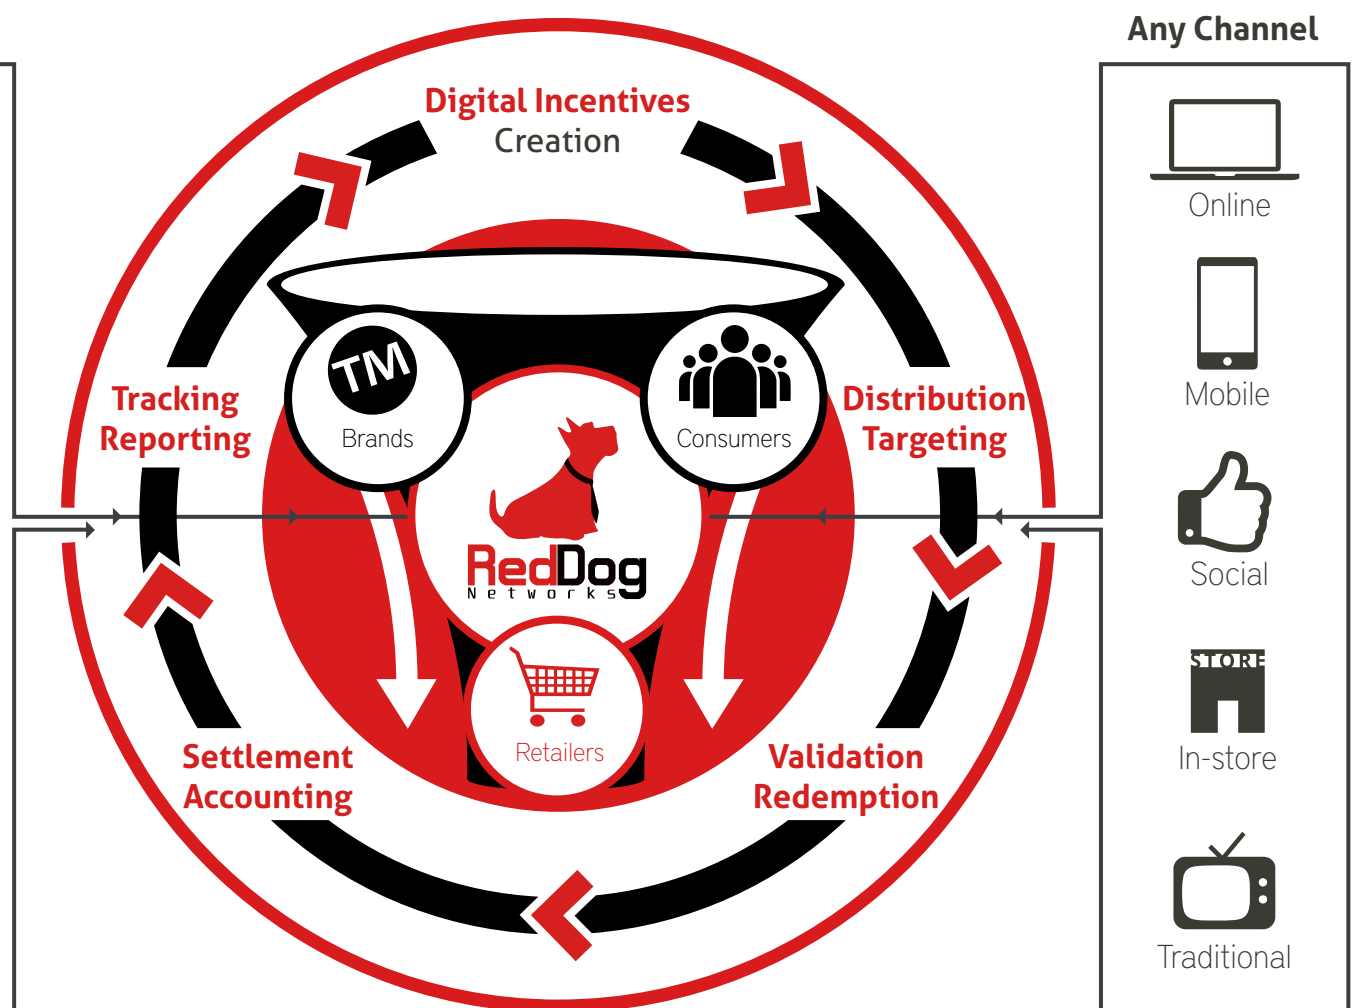 Any Channel
Digital Incentives
Creation
Tracking
Reporting
Distribution
Targeting
TM
Brands
Consumers
RedDog
Networks
Retailers
Settlement
Accounting
Validation
Redemption
Online
Mobile
Social
STORE
In-store
Traditional